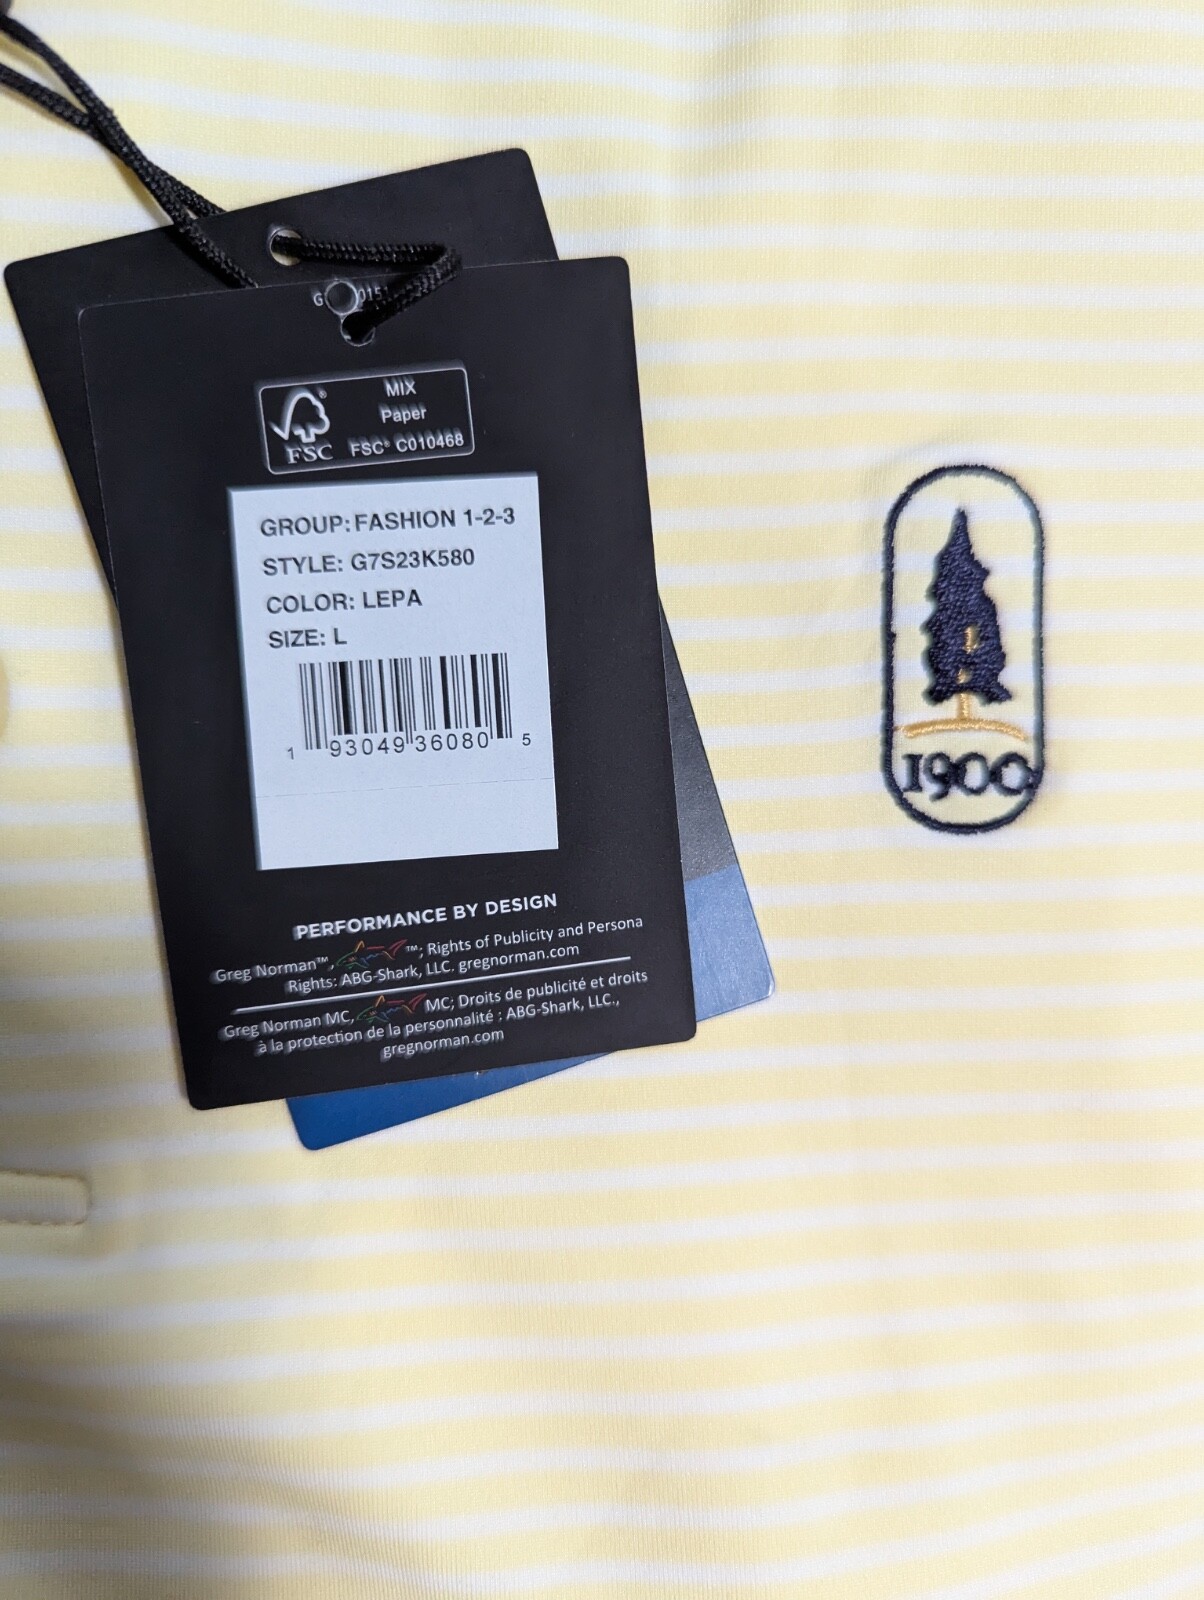 MIX
Paper
FSC
FSC® C010468
GROUP: FASHION 1-2-3
STYLE: G7S23K580
COLOR: LEPA
SIZE: L
1 93049 36080 5
PERFORMANCE BY DESIGN
Greg Norman™, ™; Rights of Publicity and Persona
Rights: ABG-Shark, LLC. gregnorman.com
Greg Norman MC, MC; Droits de publicité et droits
à la protection de la personnalité : ABG-Shark, LLC.,
gregnorman.com
1900